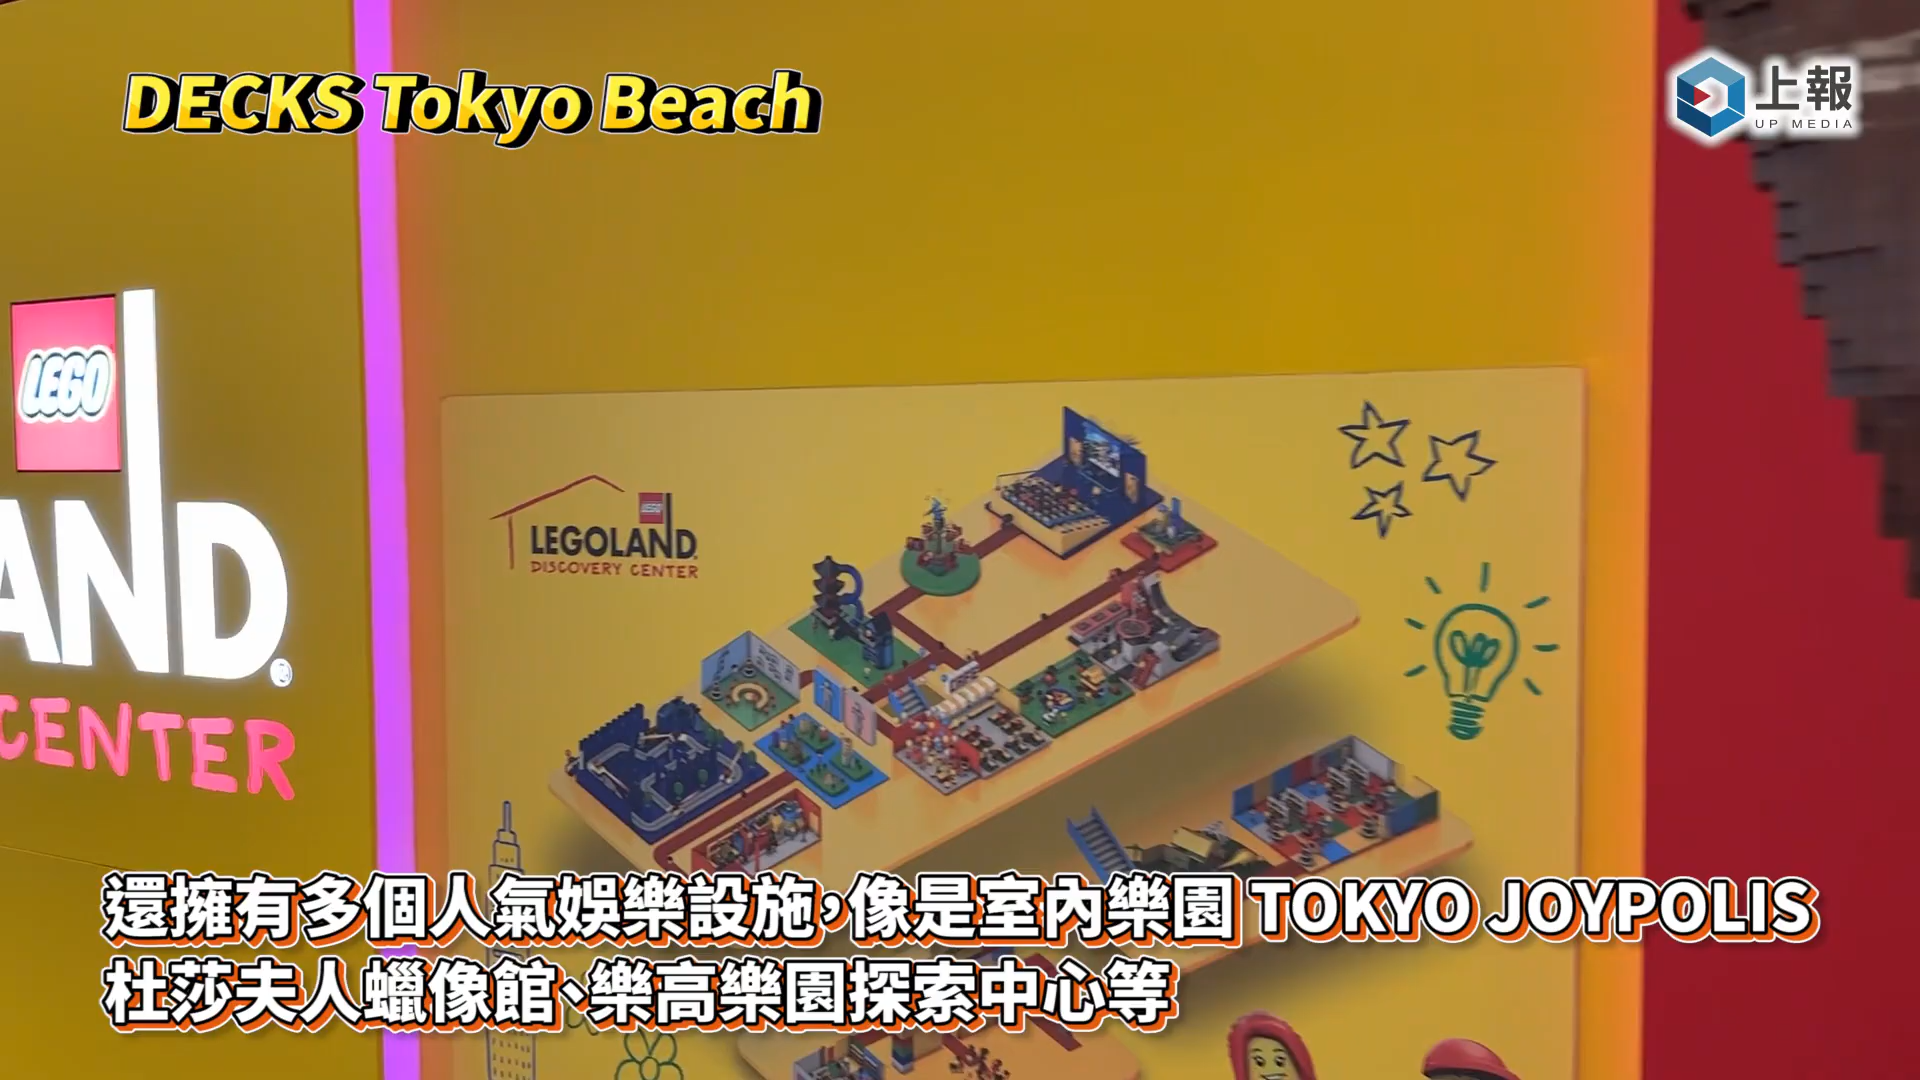 DECKS Tokyo Beach
上報
UP MEDIA
LEGO
AND®
CENTER
LEGO
LEGOLAND
DISCOVERY CENTER
還擁有多個人氣娛樂設施,像是室內樂園 TOKYO JOYPOLIS
杜莎夫人蠟像館、樂高樂園探索中心等